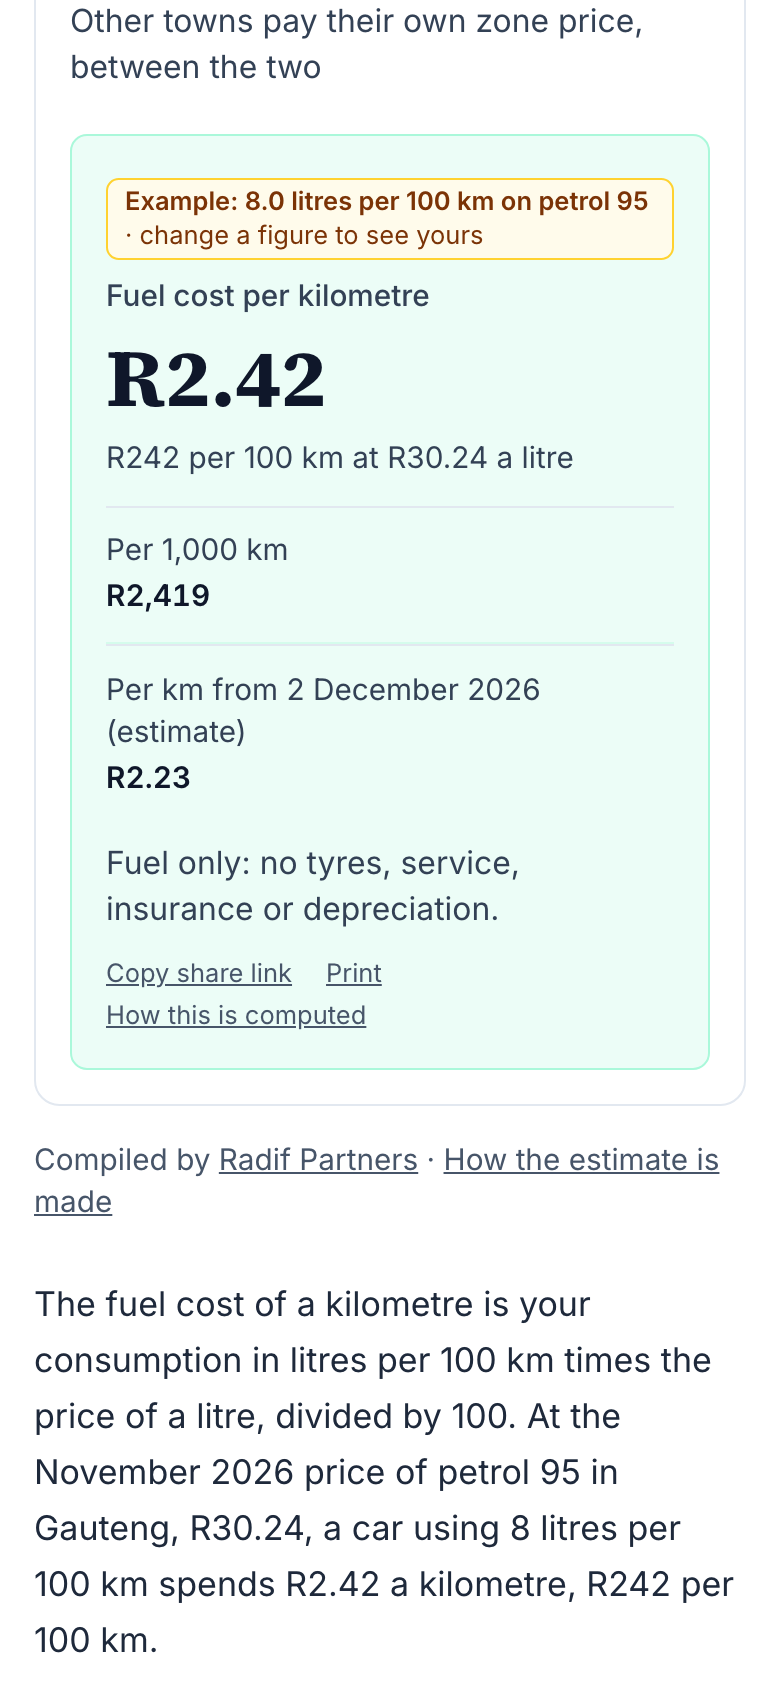 Other towns pay their own zone price,
between the two
Example: 8.0 litres per 100 km on petrol 95
· change a figure to see yours
Fuel cost per kilometre
R2.42
R242 per 100 km at R30.24 a litre
Per 1,000 km
R2,419
Per km from 2 December 2026
(estimate)
R2.23
Fuel only: no tyres, service,
insurance or depreciation.
Copy share link Print
How this is computed
Compiled by Radif Partners · How the estimate is
made
The fuel cost of a kilometre is your
consumption in litres per 100 km times the
price of a litre, divided by 100. At the
November 2026 price of petrol 95 in
Gauteng, R30.24, a car using 8 litres per
100 km spends R2.42 a kilometre, R242 per
100 km.